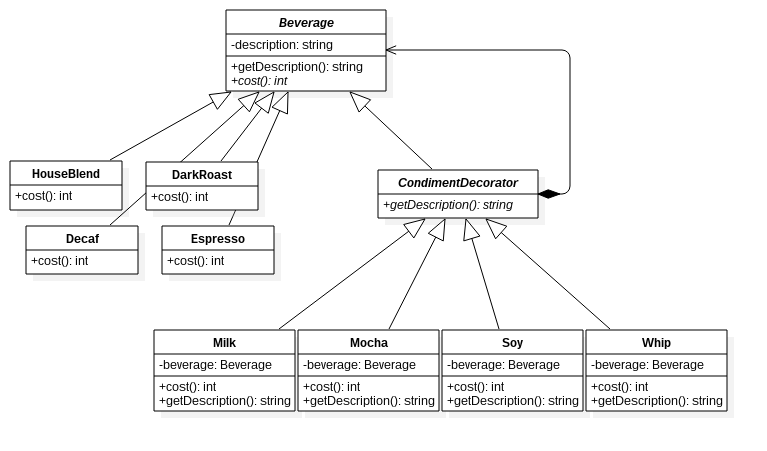 Beverage
-description: string
+getDescription(): string
+cost(): int
HouseBlend
+cost(): int
DarkRoast
+cost(): int
CondimentDecorator
+getDescription(): string
Decaf
+cost(): int
Espresso
+cost(): int
Milk
-beverage: Beverage
+cost(): int
+getDescription(): string
Mocha
-beverage: Beverage
+cost(): int
+getDescription(): string
Soy
-beverage: Beverage
+cost(): int
+getDescription(): string
Whip
-beverage: Beverage
+cost(): int
+getDescription(): string